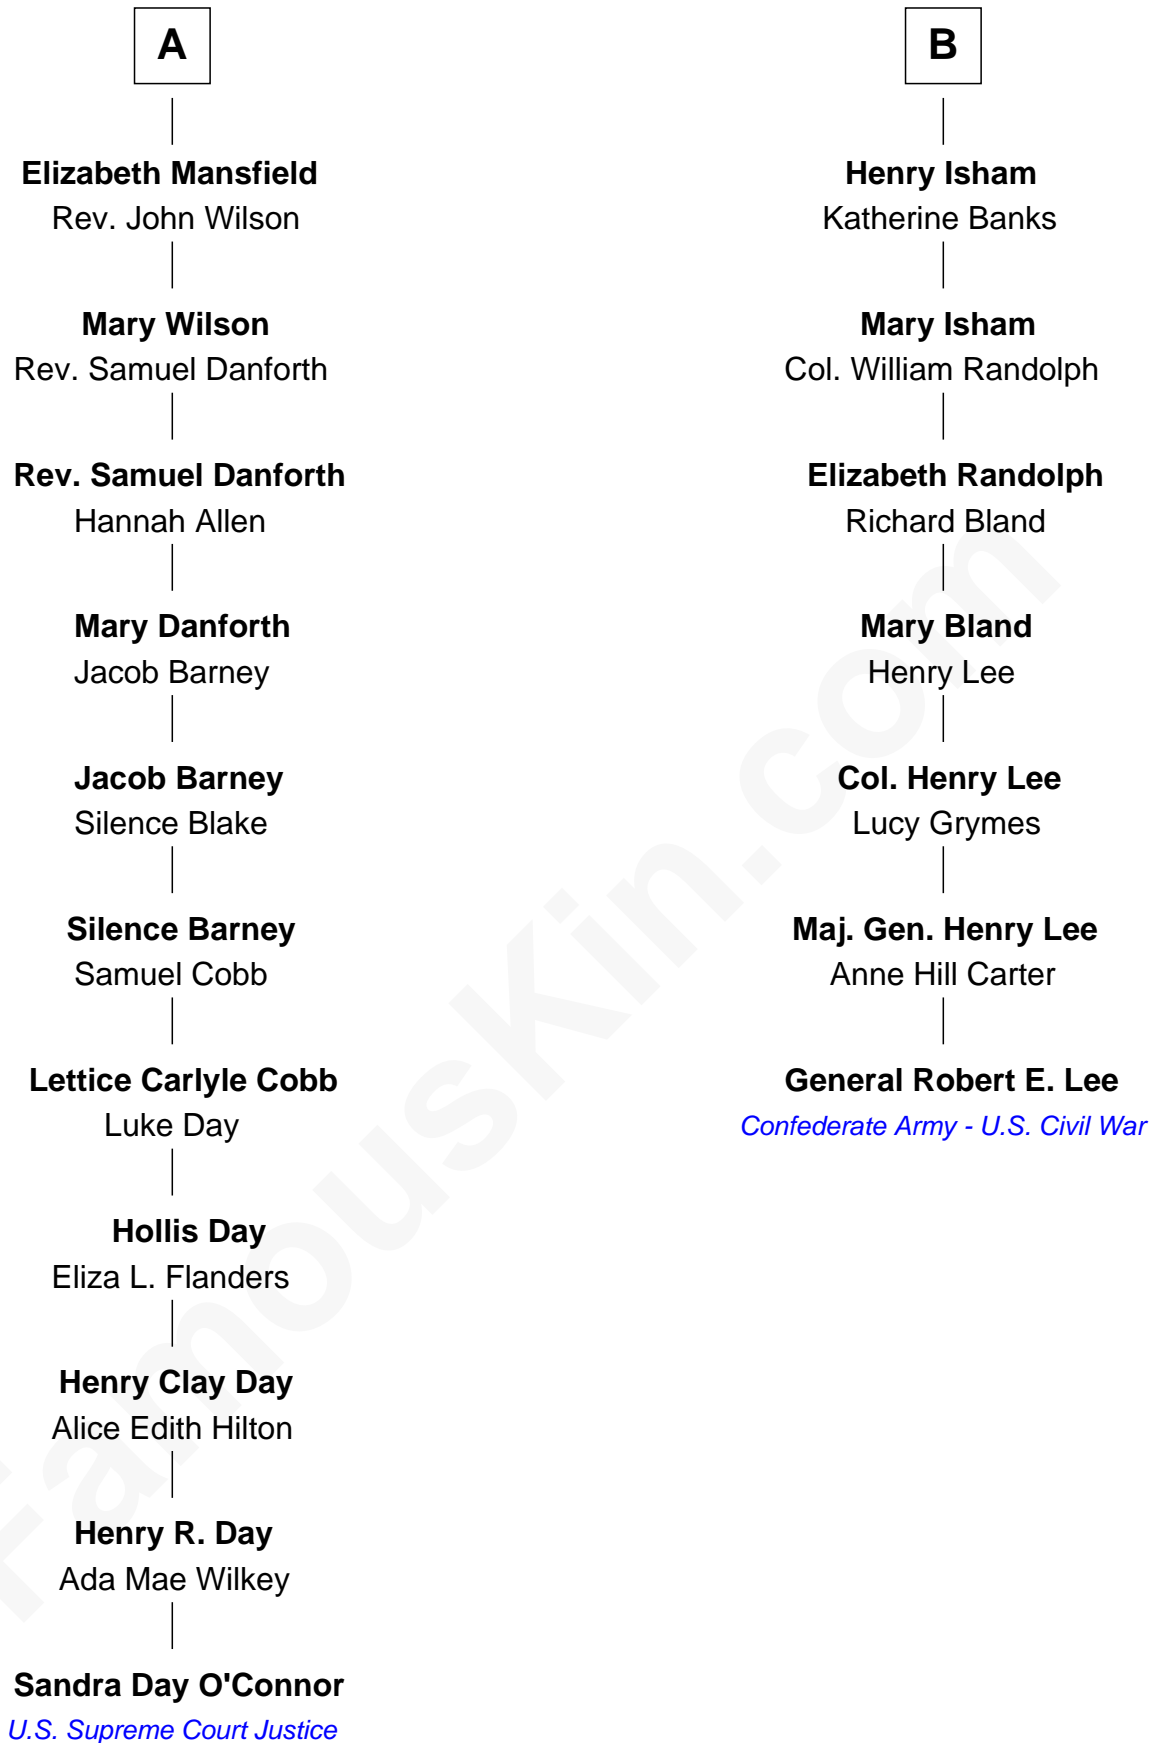 A
Elizabeth Mansfield
Rev. John Wilson
Mary Wilson
Rev. Samuel Danforth
Rev. Samuel Danforth
Hannah Allen
Mary Danforth
Jacob Barney
Jacob Barney
Silence Blake
Silence Barney
Samuel Cobb
Lettice Carlyle Cobb
Luke Day
Hollis Day
Eliza L. Flanders
Henry Clay Day
Alice Edith Hilton
Henry R. Day
Ada Mae Wilkey
Sandra Day O'Connor
U.S. Supreme Court Justice
B
Henry Isham
Katherine Banks
Mary Isham
Col. William Randolph
Elizabeth Randolph
Richard Bland
Mary Bland
Henry Lee
Col. Henry Lee
Lucy Grymes
Maj. Gen. Henry Lee
Anne Hill Carter
General Robert E. Lee
Confederate Army - U.S. Civil War
FamousKin.com